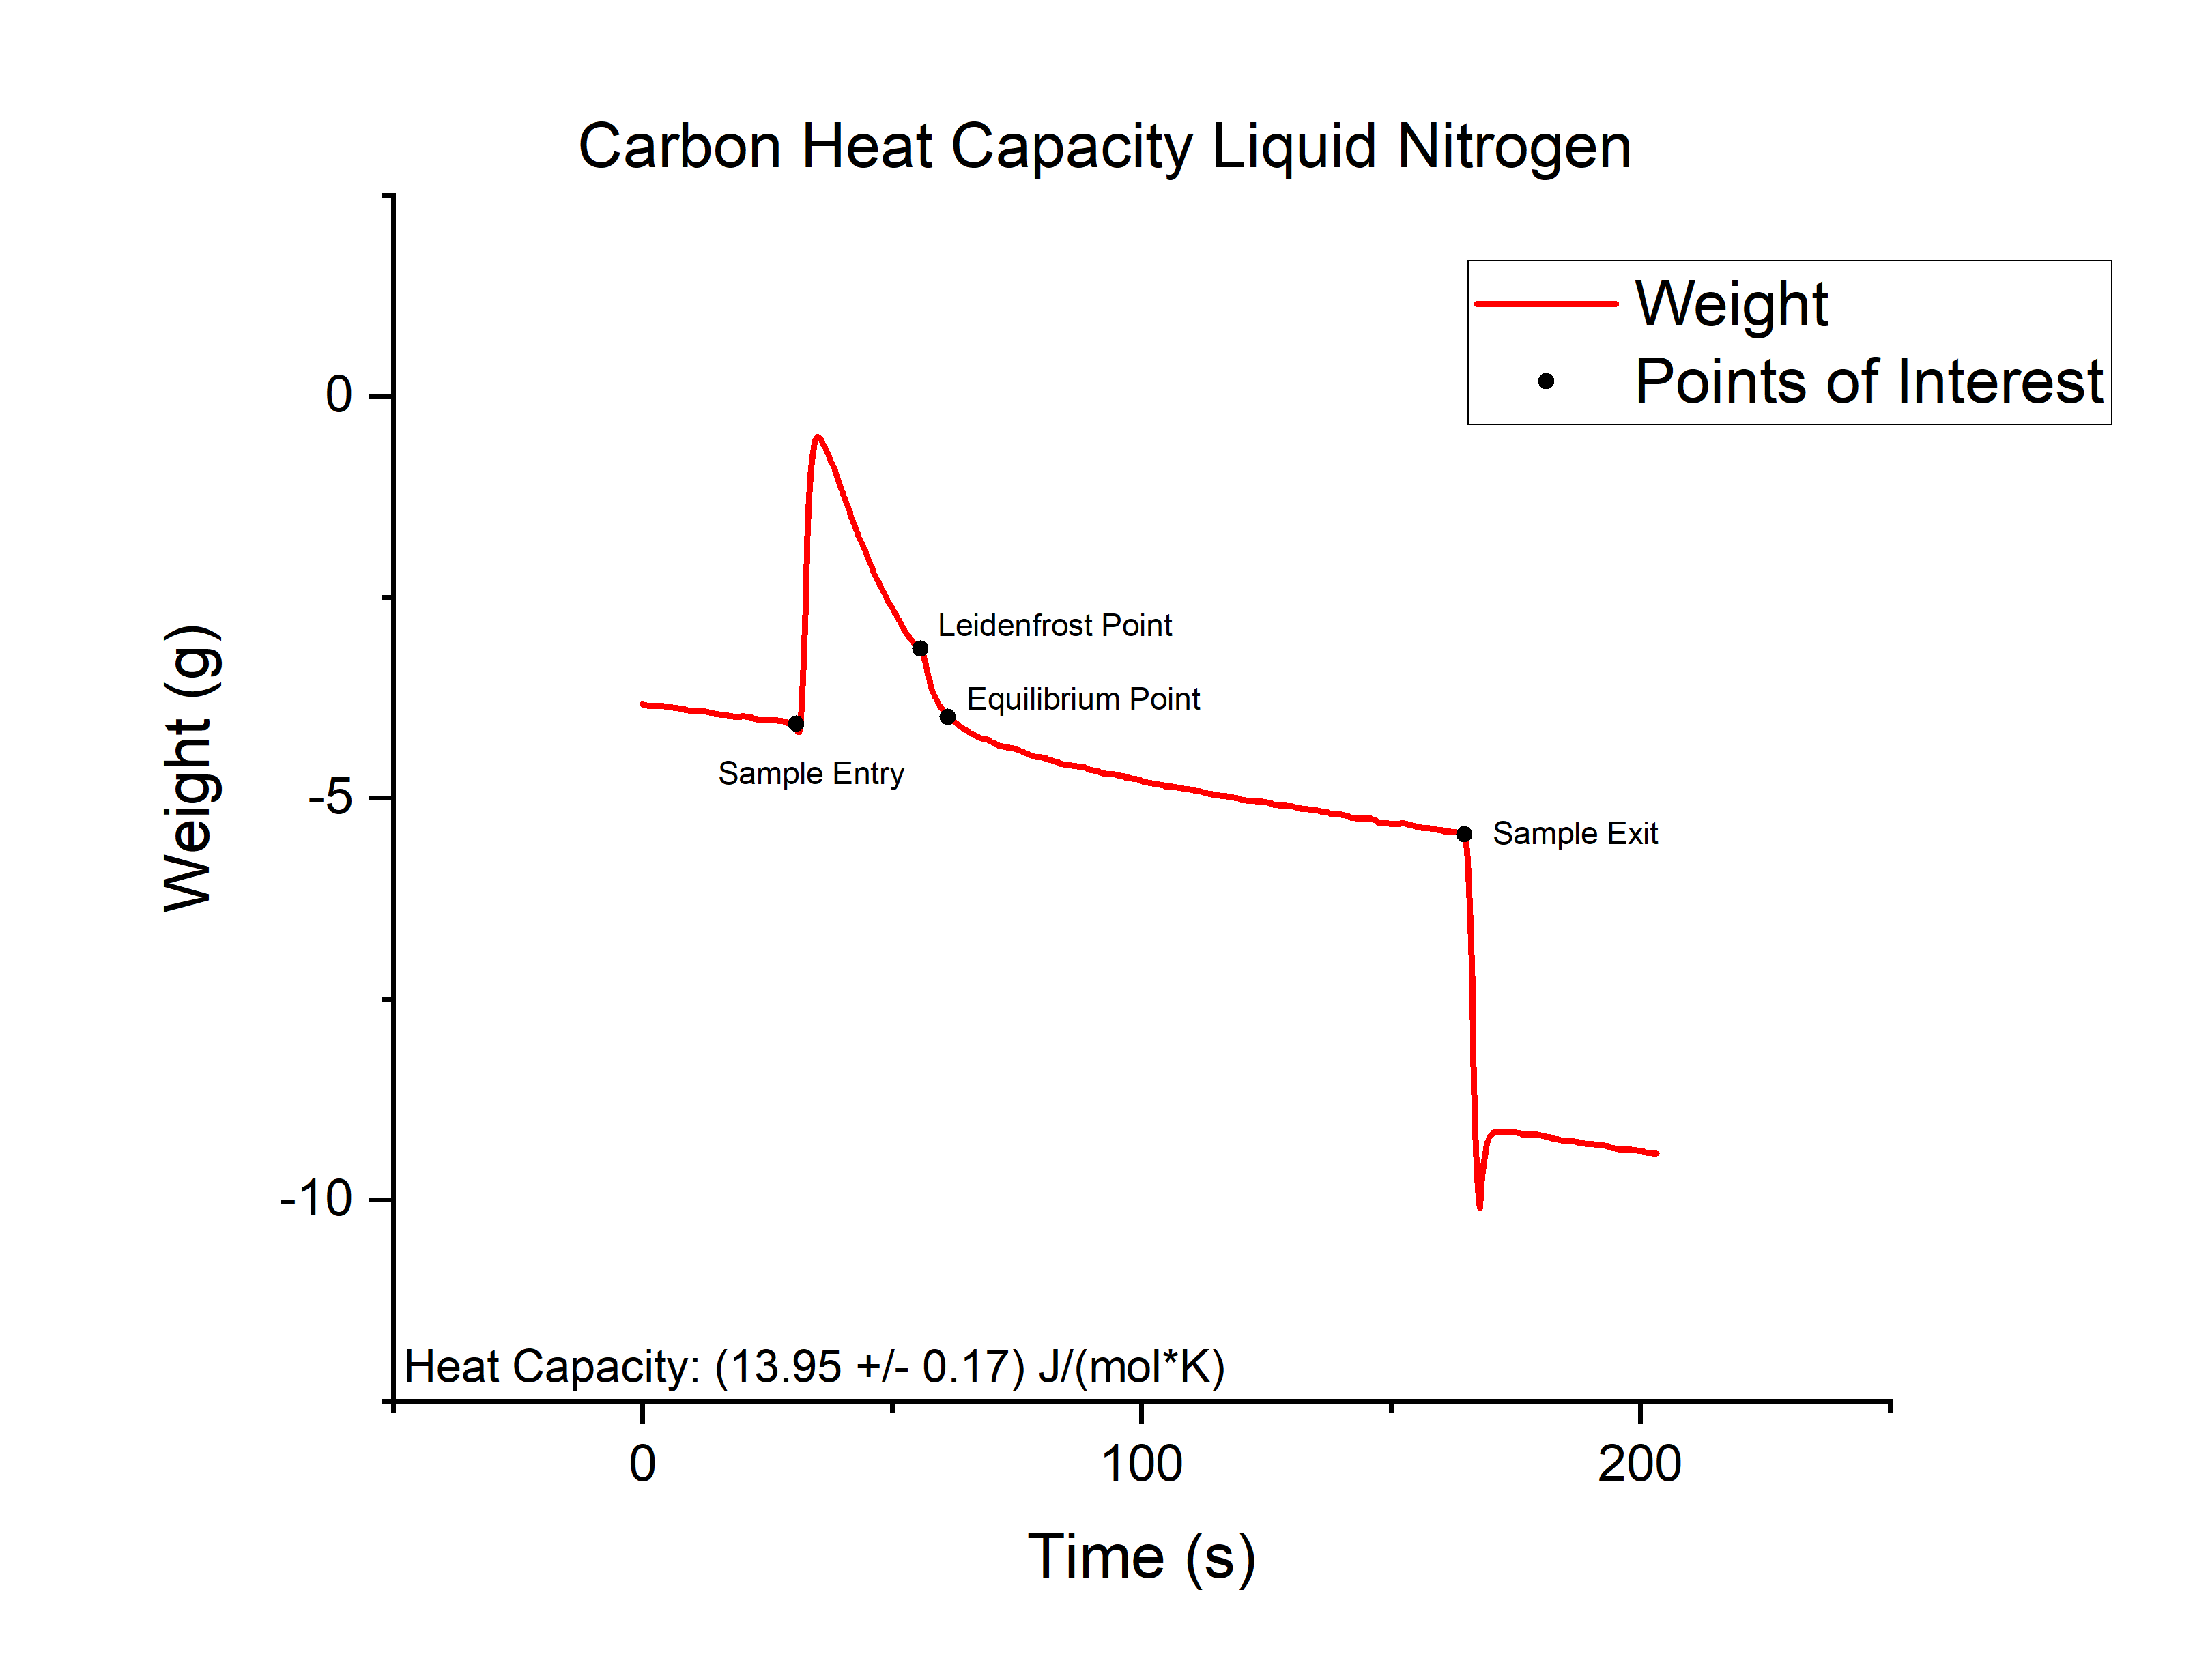 Carbon Heat Capacity Liquid Nitrogen
Weight
Points of Interest
0
Leidenfrost Point
Equilibrium Point
Sample Entry
-5
Sample Exit
Weight (g)
-10
Heat Capacity: (13.95 +/- 0.17) J/(mol*K)
0 100 200
Time (s)